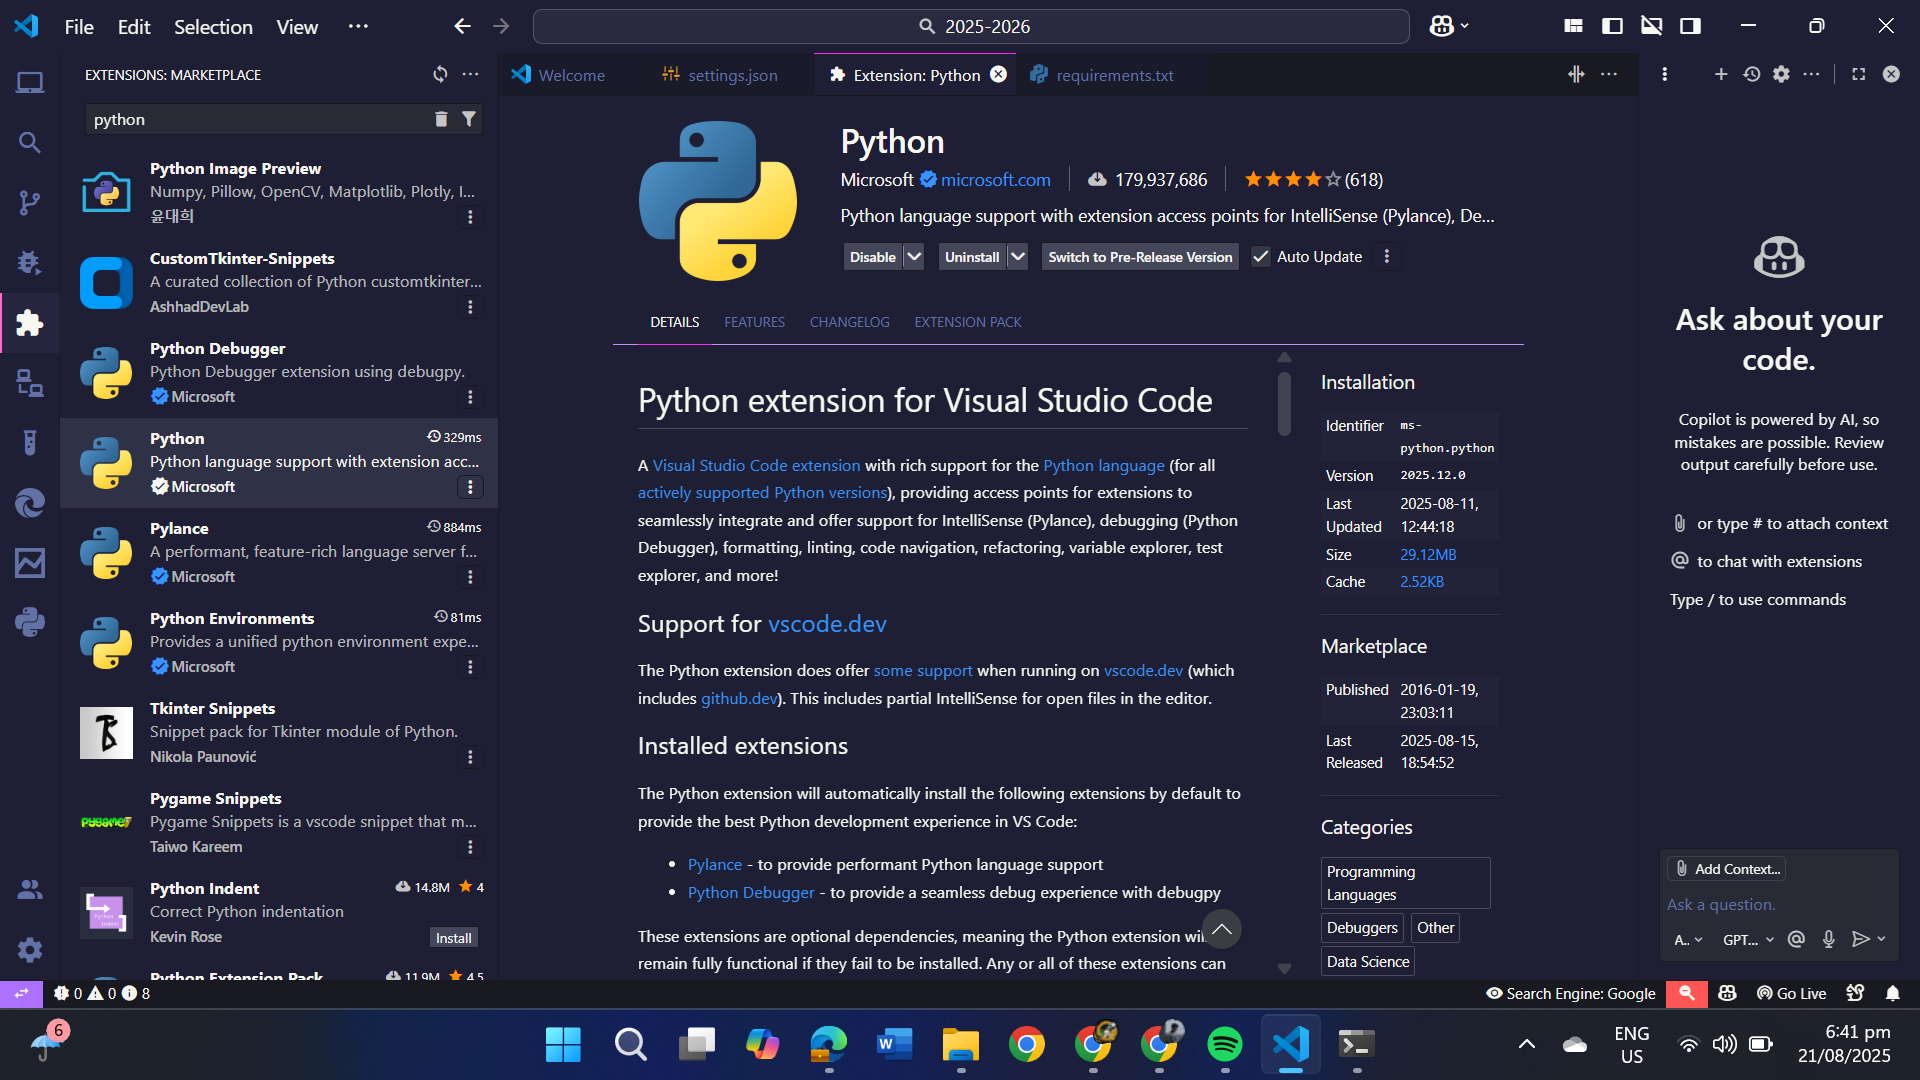 File Edit Selection View ···
2025-2026
EXTENSIONS: MARKETPLACE
python
Python Image Preview
Numpy, Pillow, OpenCV, Matplotlib, Plotly, I...
윤대희
CustomTkinter-Snippets
A curated collection of Python customtkinter...
AshhadDevLab
Python Debugger
Python Debugger extension using debugpy.
Microsoft
Python 329ms
Python language support with extension acc...
Microsoft
Pylance 884ms
A performant, feature-rich language server f...
Microsoft
Python Environments 81ms
Provides a unified python environment expe...
Microsoft
Tkinter Snippets
Snippet pack for Tkinter module of Python.
Nikola Paunović
Pygame Snippets
Pygame Snippets is a vscode snippet that m...
Taiwo Kareem
Python Indent 14.8M 4
Correct Python indentation
Kevin Rose Install
Python Extension Pack 11.9M 4.5
Welcome settings.json Extension: Python requirements.txt
Python
Microsoft microsoft.com 179,937,686 (618)
Python language support with extension access points for IntelliSense (Pylance), De...
Disable Uninstall Switch to Pre-Release Version Auto Update
DETAILS FEATURES CHANGELOG EXTENSION PACK
Python extension for Visual Studio Code
A Visual Studio Code extension with rich support for the Python language (for all
actively supported Python versions), providing access points for extensions to
seamlessly integrate and offer support for IntelliSense (Pylance), debugging (Python
Debugger), formatting, linting, code navigation, refactoring, variable explorer, test
explorer, and more!
Support for vscode.dev
The Python extension does offer some support when running on vscode.dev (which
includes github.dev). This includes partial IntelliSense for open files in the editor.
Installed extensions
The Python extension will automatically install the following extensions by default to
provide the best Python development experience in VS Code:
• Pylance - to provide performant Python language support
• Python Debugger - to provide a seamless debug experience with debugpy
These extensions are optional dependencies, meaning the Python extension
remain fully functional if they fail to be installed. Any or all of these extensions can
Installation
Identifier ms-
python.python
Version 2025.12.0
Last 2025-08-11,
Updated 12:44:18
Size 29.12MB
Cache 2.52KB
Marketplace
Published 2016-01-19,
23:03:11
Last 2025-08-15,
Released 18:54:52
Categories
Programming
Languages
Debuggers Other
Data Science
Ask about your
code.
Copilot is powered by AI, so
mistakes are possible. Review
output carefully before use.
or type # to attach context
@ to chat with extensions
Type / to use commands
Add Context...
Ask a question.
A.. GPT... @
0 0 8
Search Engine: Google Go Live
6
ENG
US
6:41 pm
21/08/2025